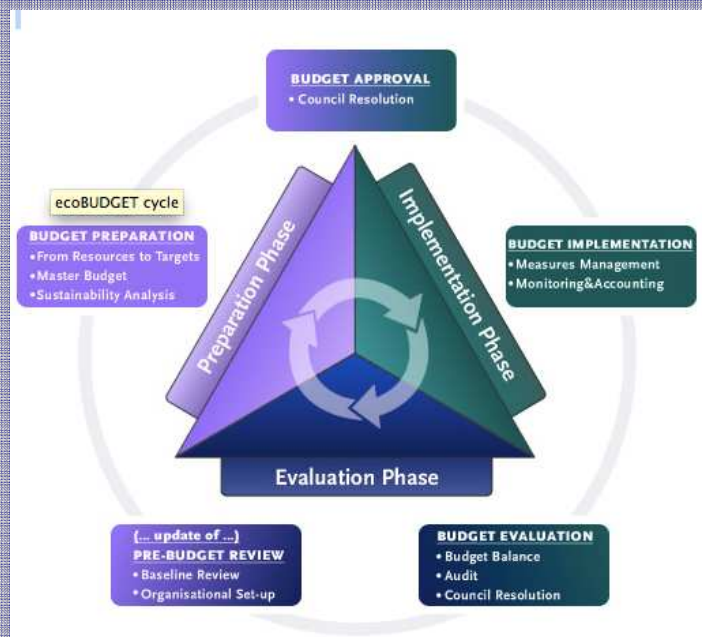 BUDGET APPROVAL
• Council Resolution
ecoBUDGET cycle
BUDGET PREPARATION
• From Resources to Targets
• Master Budget
• Sustainability Analysis
Preparation Phase
Implementation Phase
BUDGET IMPLEMENTATION
• Measures Management
• Monitoring&Accounting
Evaluation Phase
(... update of ...)
PRE-BUDGET REVIEW
• Baseline Review
• Organisational Set-up
BUDGET EVALUATION
• Budget Balance
• Audit
• Council Resolution